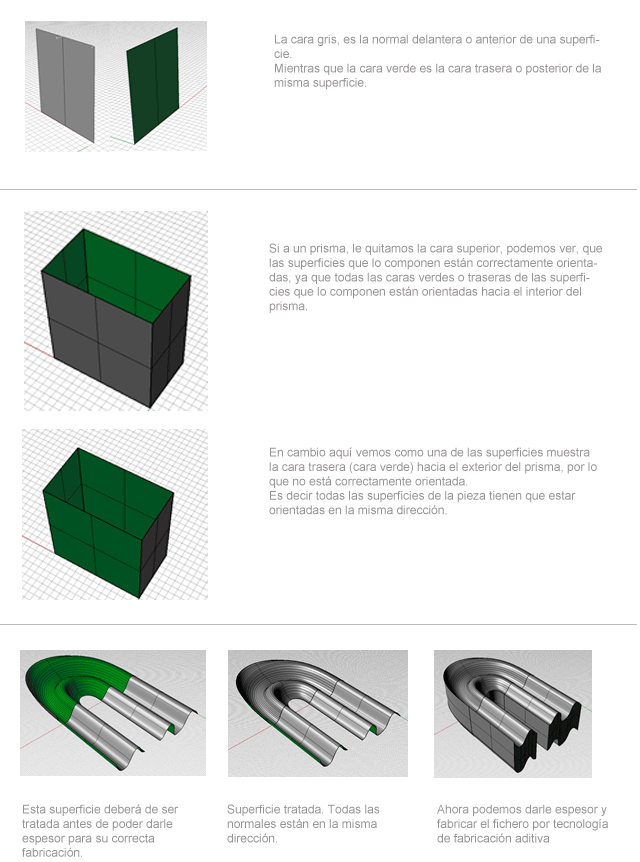 La cara gris, es la normal delantera o anterior de una superfi-
cie.
Mientras que la cara verde es la cara trasera o posterior de la
misma superficie.
Si a un prisma, le quitamos la cara superior, podemos ver, que
las superficies que lo componen están correctamente orienta-
das, ya que todas las caras verdes o traseras de las superfi-
cies que lo componen están orientadas hacia el interior del
prisma.
En cambio aquí vemos como una de las superficies muestra
la cara trasera (cara verde) hacia el exterior del prisma, por lo
que no está correctamente orientada.
Es decir todas las superficies de la pieza tienen que estar
orientadas en la misma dirección.
Esta superficie deberá de ser
tratada antes de poder darle
espesor para su correcta
fabricación.
Superficie tratada. Todas las
normales están en la misma
dirección.
Ahora podemos darle espesor y
fabricar el fichero por tecnología
de fabricación aditiva